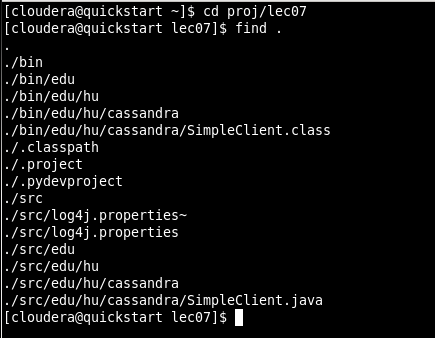 [cloudera@quickstart ~]$ cd proj/lec07
[cloudera@quickstart lec07]$ find .
.
./bin
./bin/edu
./bin/edu/hu
./bin/edu/hu/cassandra
./bin/edu/hu/cassandra/SimpleClient.class
./.classpath
./.project
./.pydevproject
./src
./src/log4j.properties~
./src/log4j.properties
./src/edu
./src/edu/hu
./src/edu/hu/cassandra
./src/edu/hu/cassandra/SimpleClient.java
[cloudera@quickstart lec07]$